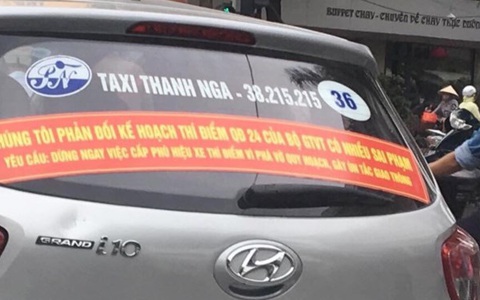 BUFFET CHAY - CHUYÊN ĐỀ CHAY THỰC DƯỠNG
TN
TAXI THANH NGA - 38.215.215
36
CHÚNG TÔI PHẢN ĐỐI KẾ HOẠCH THÍ ĐIỂM QĐ 24 CỦA BỘ GTVT CÓ NHIỀU SAI PHẠM
YÊU CẦU: DỪNG NGAY VIỆC CẤP PHÙ HIỆU XE THÍ ĐIỂM VÌ PHÁ VỠ QUY HOẠCH, GÂY ÙN TẮC GIAO THÔNG
GRAND i10